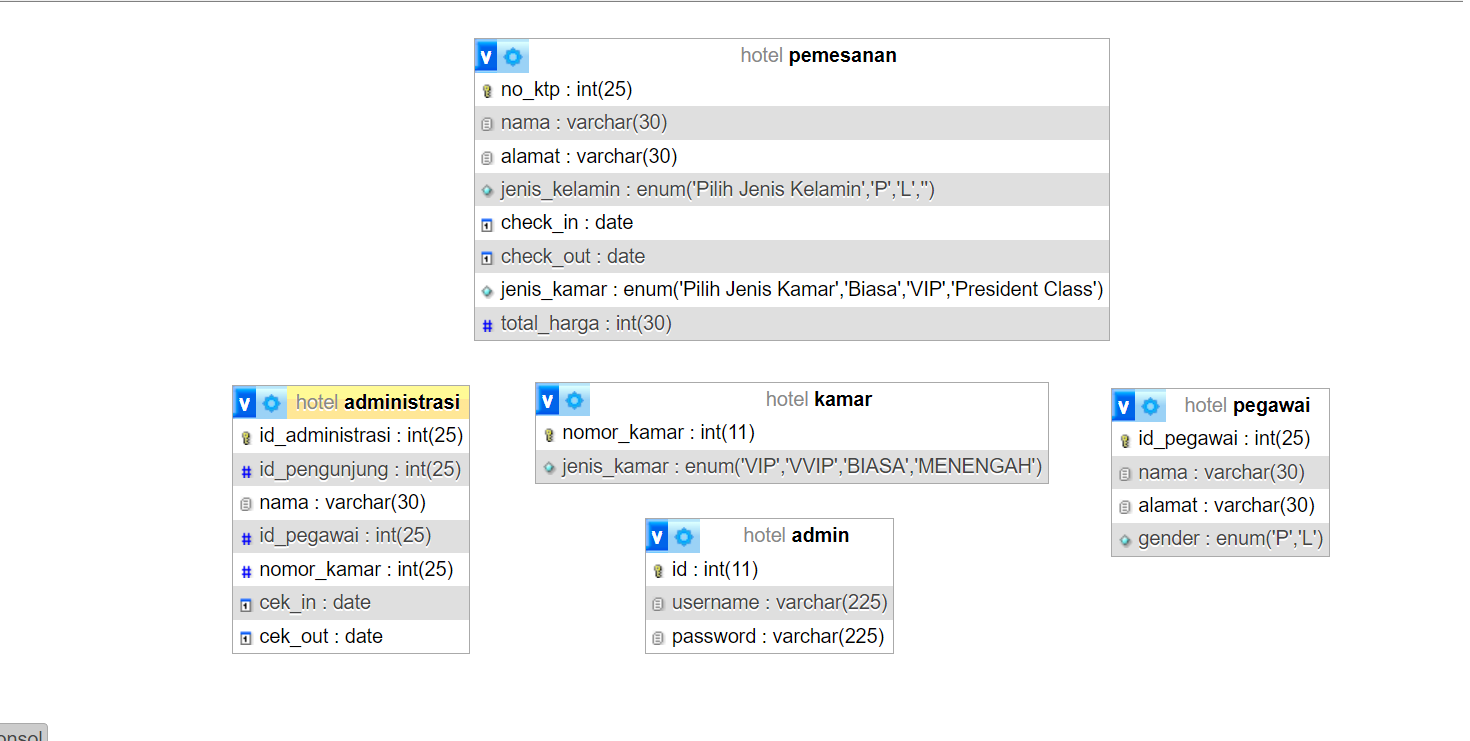 hotel pemesanan
no_ktp : int(25)
nama : varchar(30)
alamat : varchar(30)
jenis_kelamin : enum('Pilih Jenis Kelamin','P','L','')
check_in : date
check_out : date
jenis_kamar : enum('Pilih Jenis Kamar','Biasa','VIP','President Class')
total_harga : int(30)
hotel administrasi
id_administrasi : int(25)
id_pengunjung : int(25)
nama : varchar(30)
id_pegawai : int(25)
nomor_kamar : int(25)
cek_in : date
cek_out : date
hotel kamar
nomor_kamar : int(11)
jenis_kamar : enum('VIP','VVIP','BIASA','MENENGAH')
hotel admin
id : int(11)
username : varchar(225)
password : varchar(225)
hotel pegawai
id_pegawai : int(25)
nama : varchar(30)
alamat : varchar(30)
gender : enum('P','L')